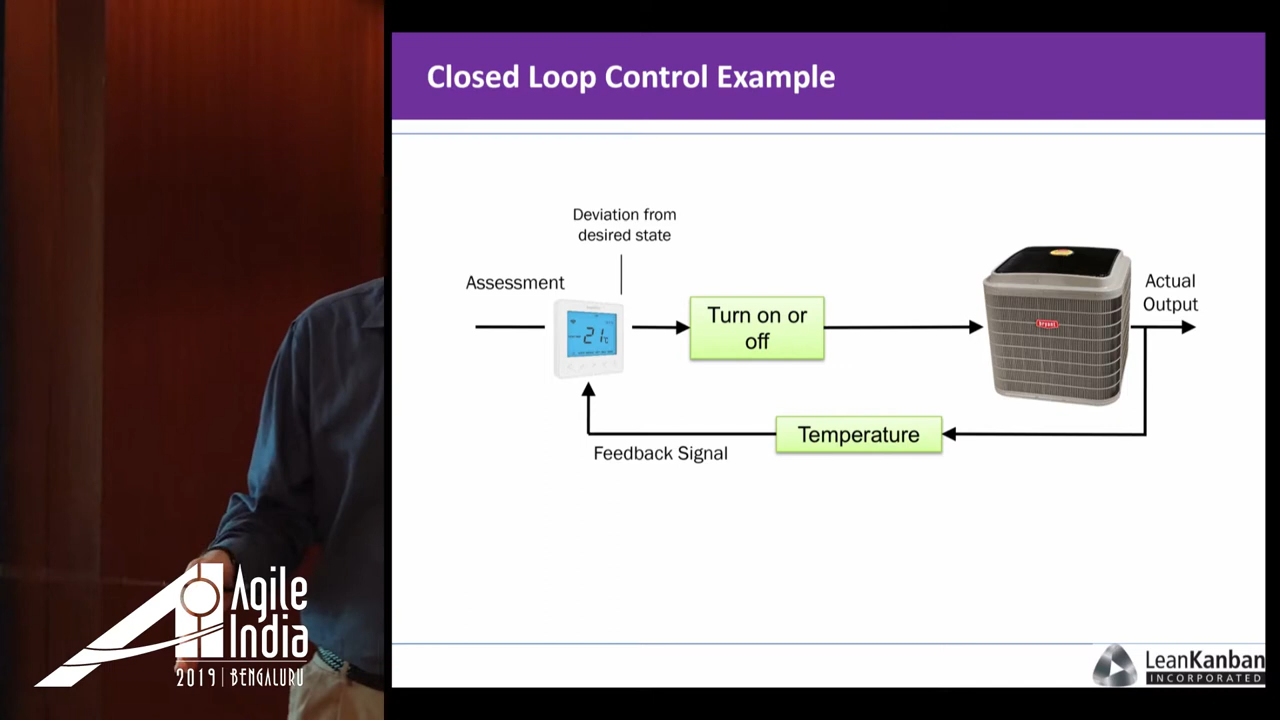 Closed Loop Control Example
Deviation from
desired state
Assessment
21°C
Turn on or
off
Actual
Output
bryant
Temperature
Feedback Signal
Agile
India
2019 | BENGALURU
LeanKanban
INCORPORATED